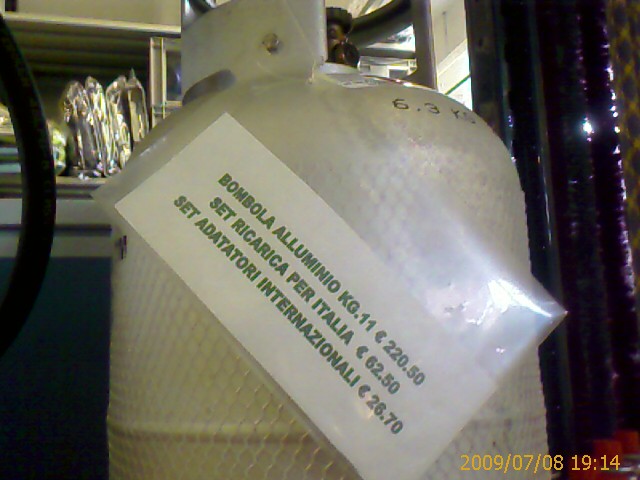 6.3 KG
BOMBOLA ALLUMINIO KG.11 € 220.50
SET RICARICA PER ITALIA € 62.50
SET ADATATORI INTERNAZIONALI € 26.70
2009/07/08 19:14